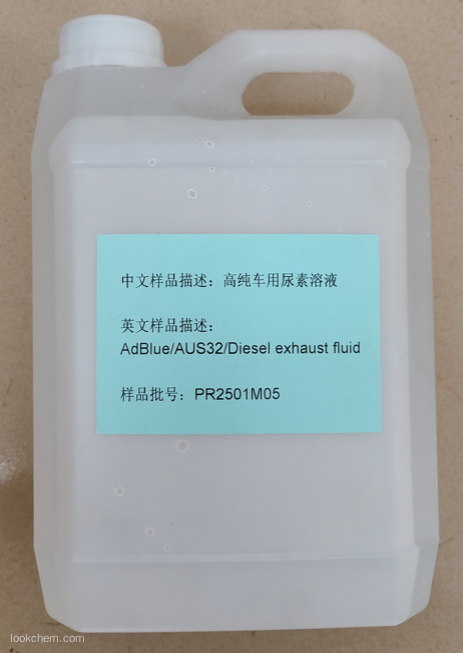 中文样品描述：高纯车用尿素溶液
英文样品描述：
AdBlue/AUS32/Diesel exhaust fluid
样品批号：PR2501M05
lookchem.com